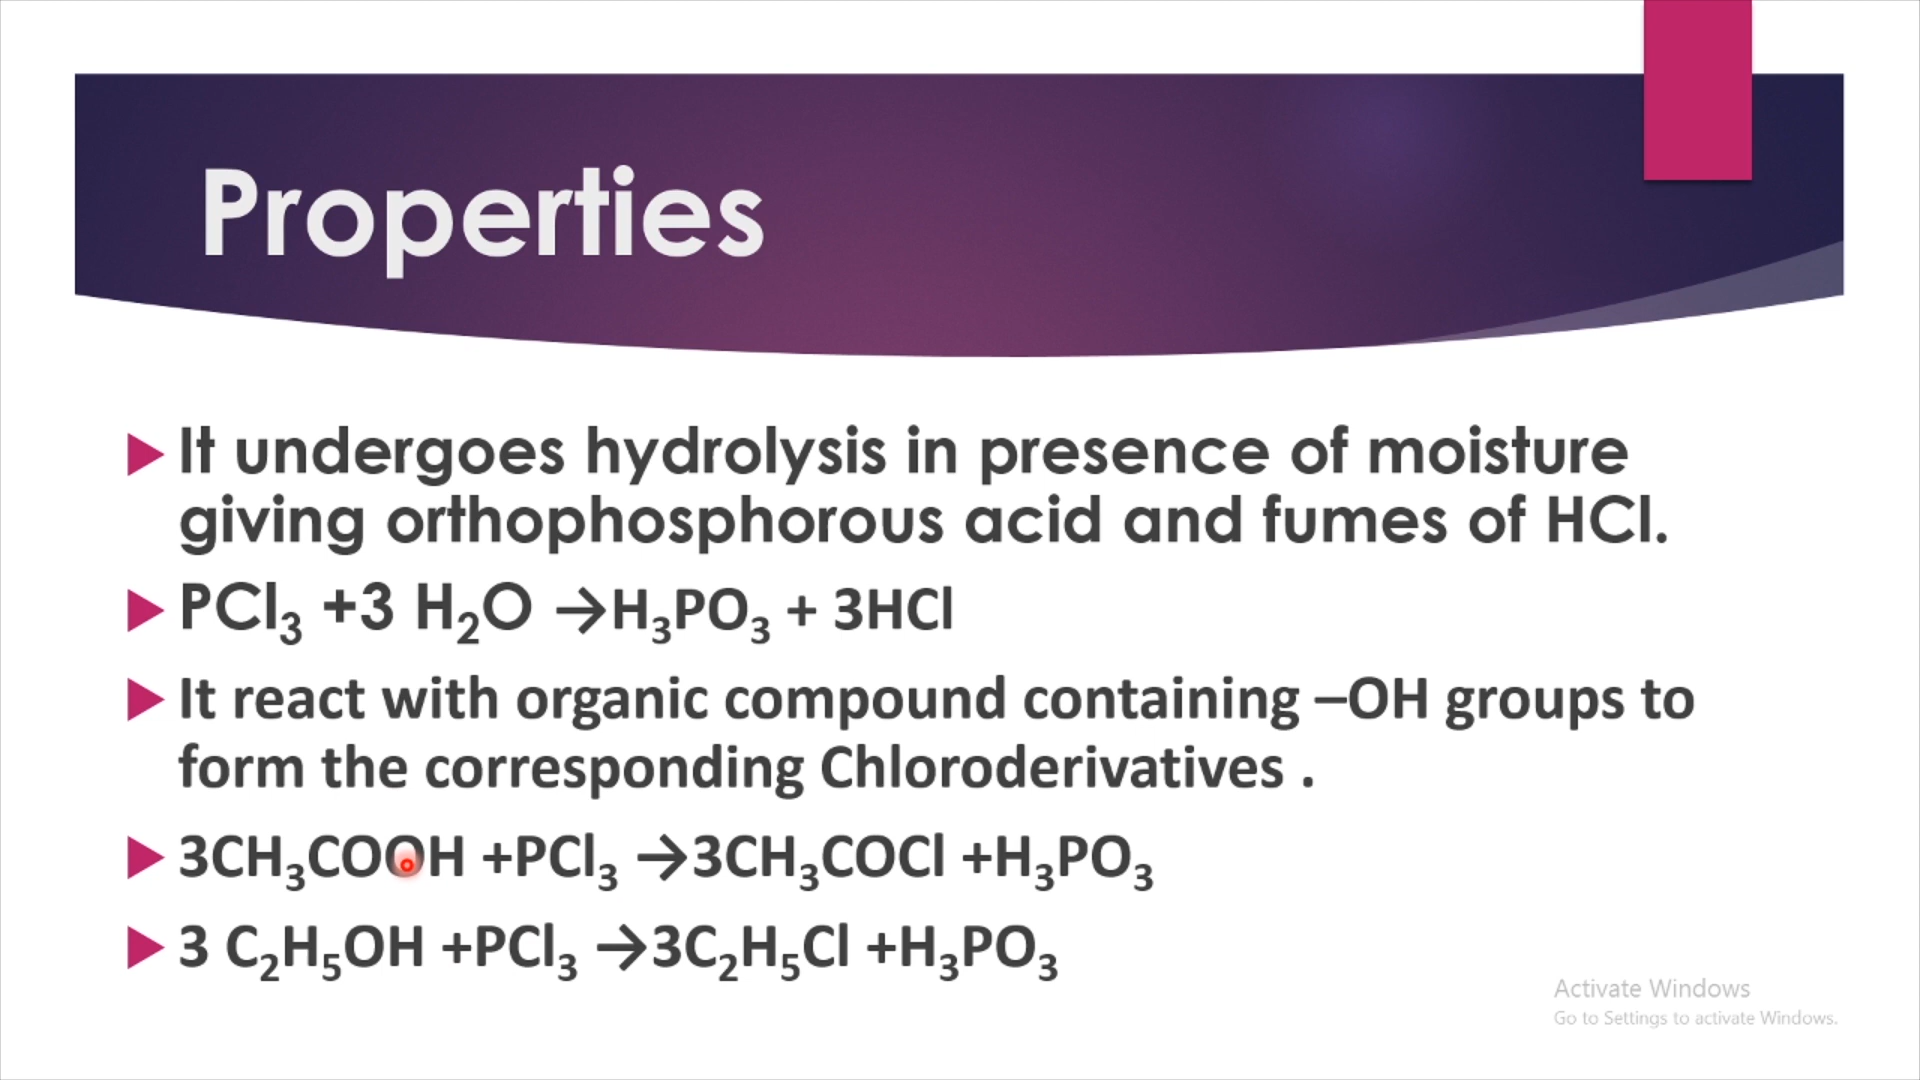 Properties
It undergoes hydrolysis in presence of moisture
giving orthophosphorous acid and fumes of HCl.
PCl₃ +3 H₂O →H₃PO₃ + 3HCl
It react with organic compound containing –OH groups to
form the corresponding Chloroderivatives .
3CH₃COOH +PCl₃ →3CH₃COCl +H₃PO₃
3 C₂H₅OH +PCl₃ →3C₂H₅Cl +H₃PO₃
Activate Windows
Go to Settings to activate Windows.